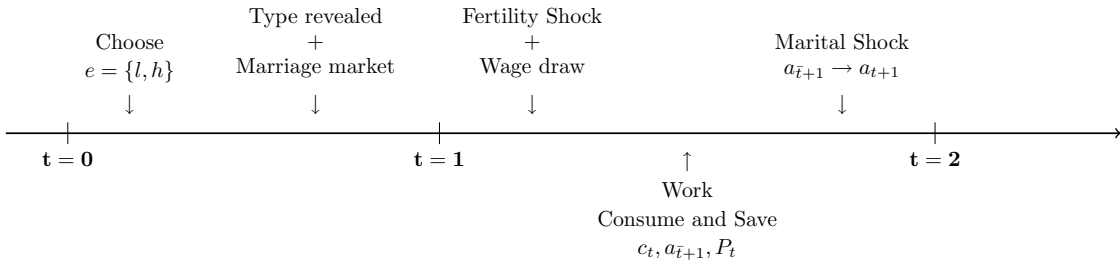 Choose
e = {l, h}
↓
Type revealed
+
Marriage market
↓
Fertility Shock
+
Wage draw
↓
Marital Shock
a_{\bar{t}+1} → a_{t+1}
↓
t = 0
t = 1
t = 2
↑
Work
Consume and Save
c_t, a_{\bar{t}+1}, P_t